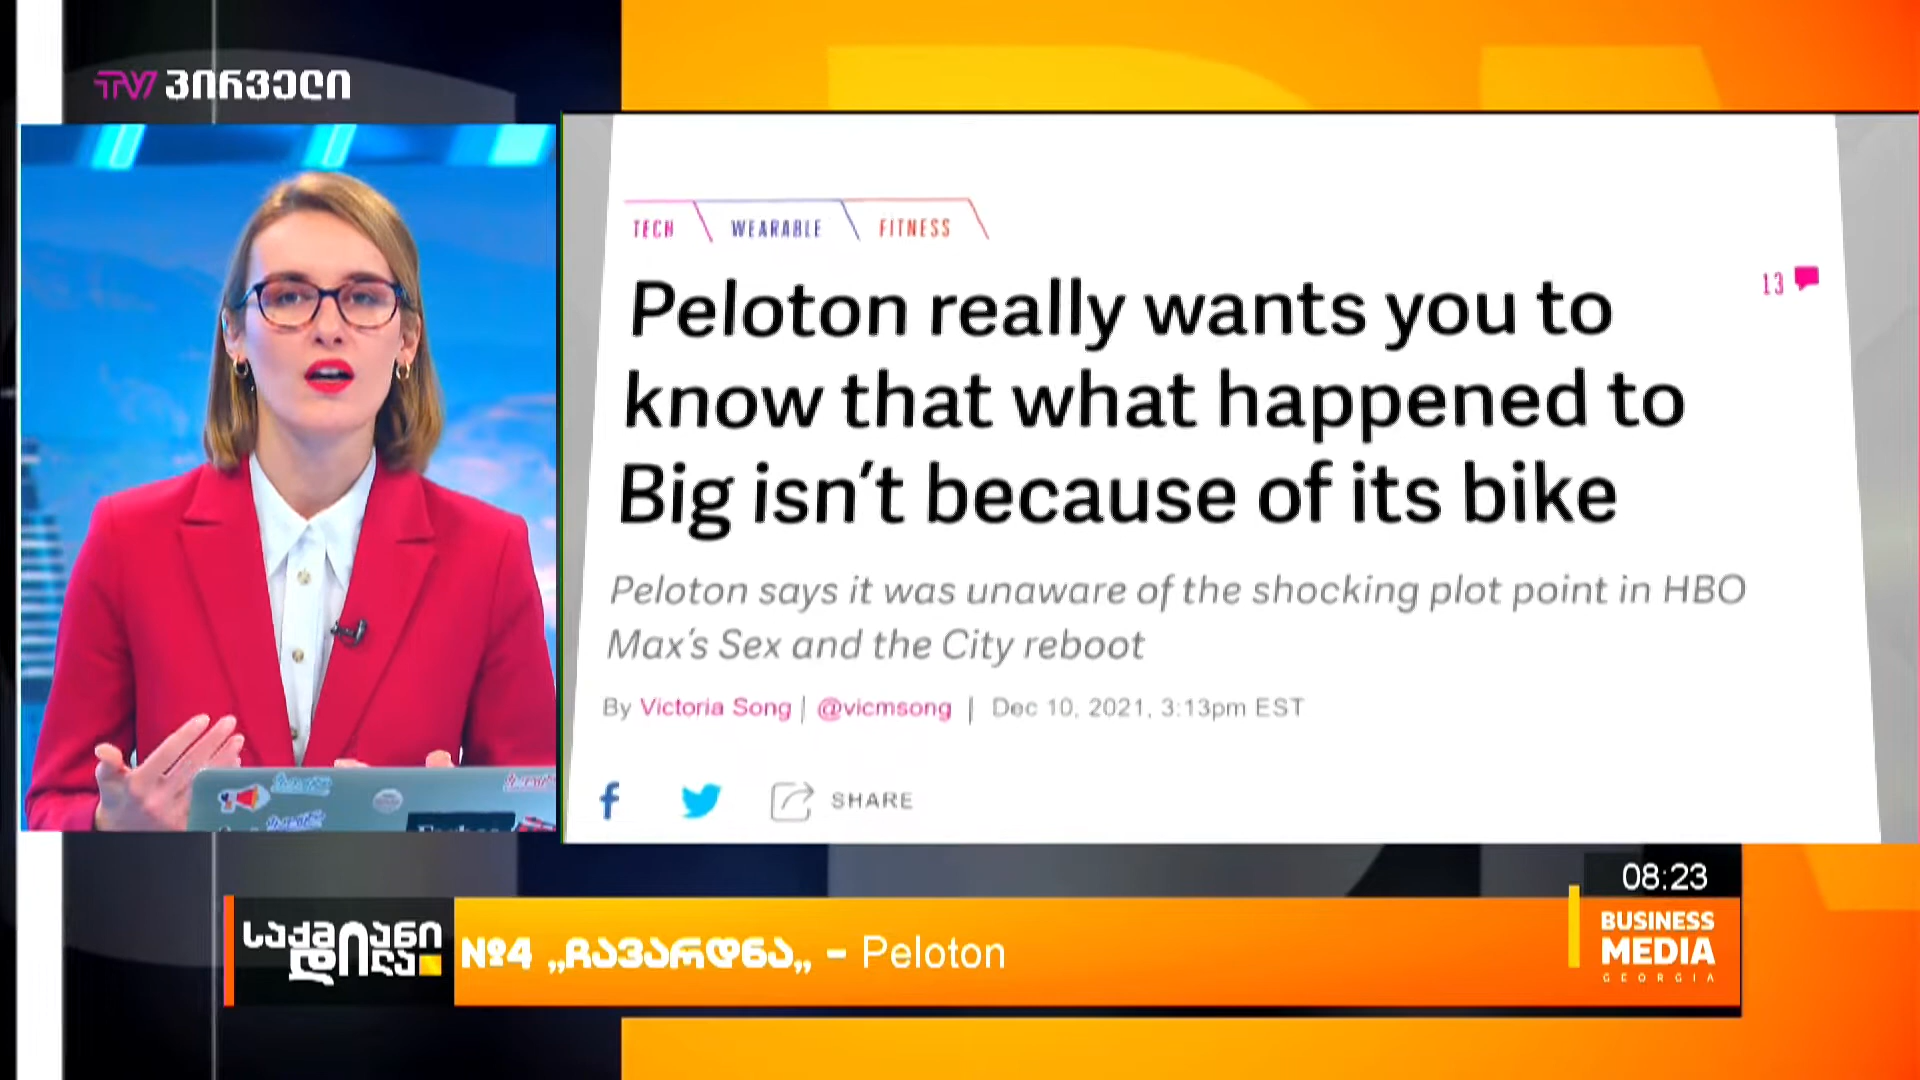 TV პირველი
TECH
WEARABLE
FITNESS
13
Peloton really wants you to
know that what happened to
Big isn’t because of its bike
Peloton says it was unaware of the shocking plot point in HBO
Max’s Sex and the City reboot
By Victoria Song | @vicmsong | Dec 10, 2021, 3:13pm EST
SHARE
08:23
საქმიანი
დილა
№4 „ჩავარდნა„ – Peloton
BUSINESS
MEDIA
GEORGIA